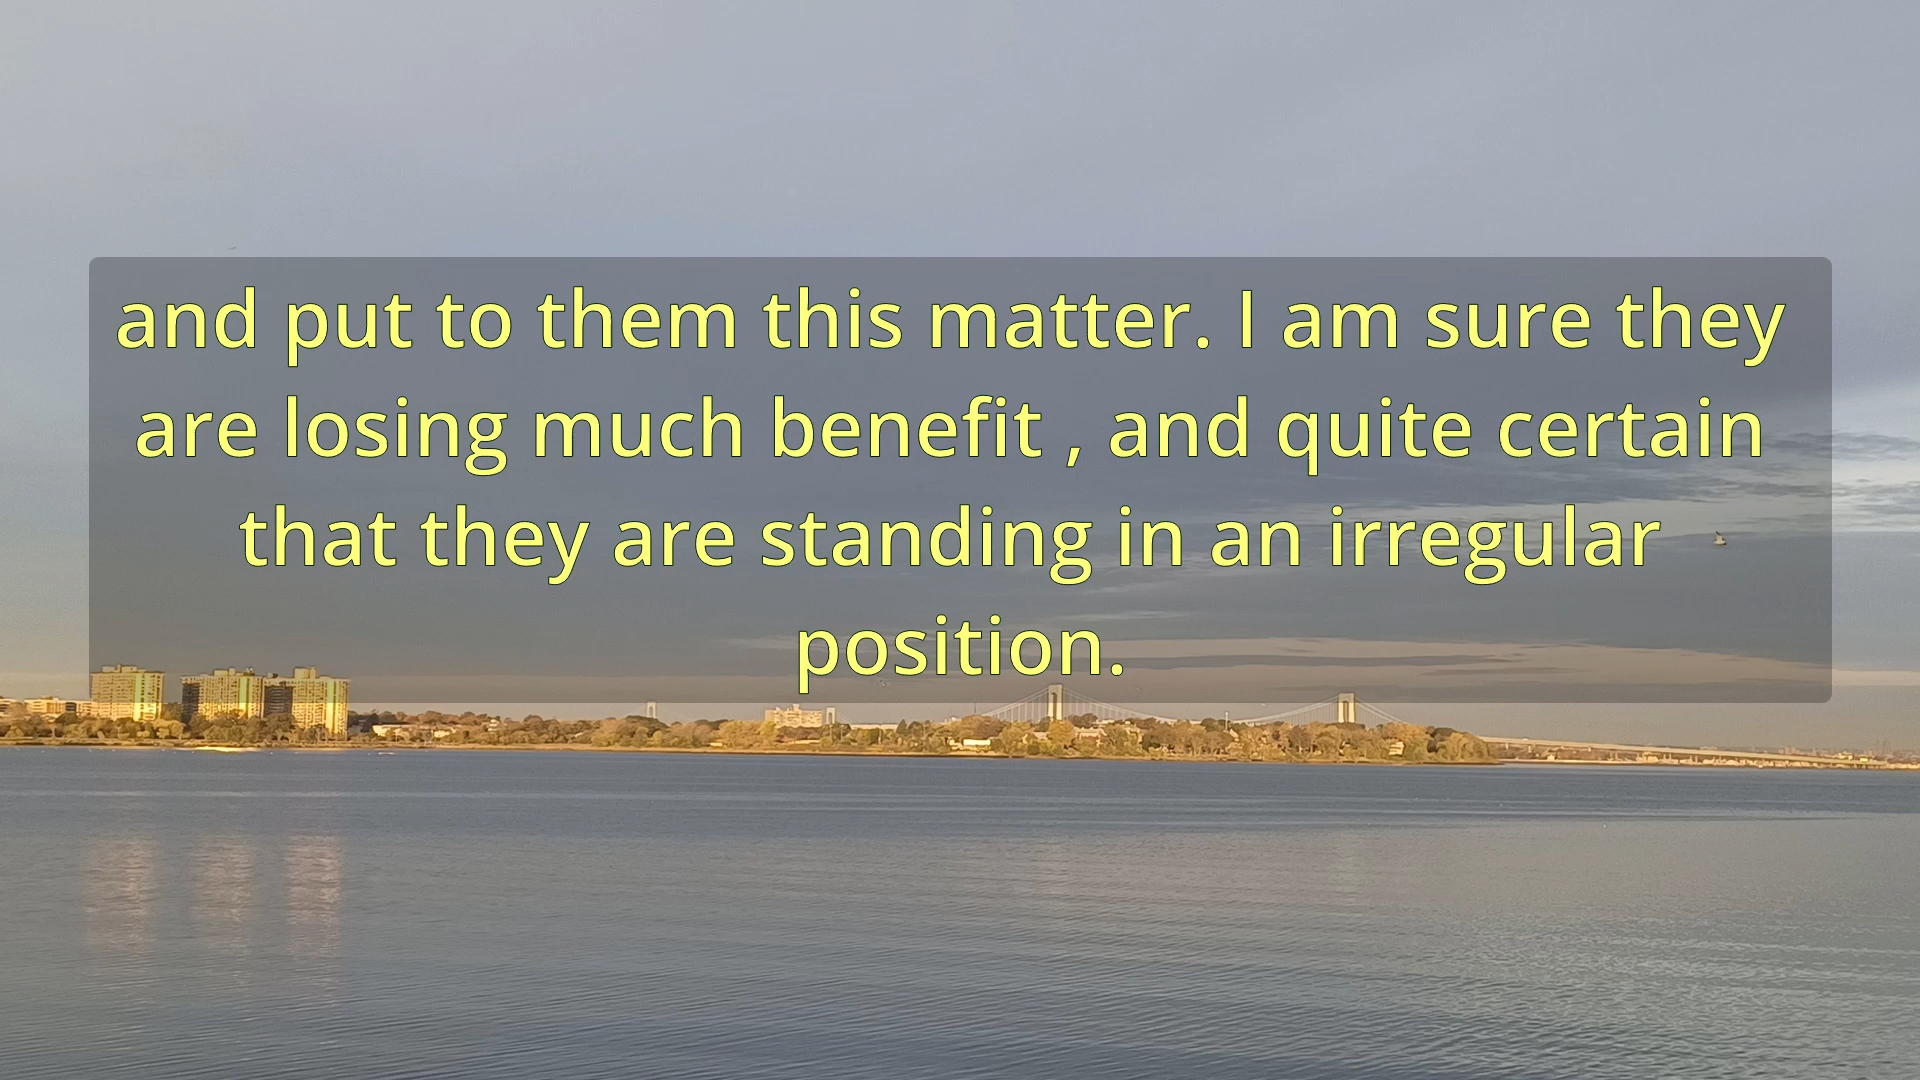 and put to them this matter. I am sure they
are losing much benefit , and quite certain
that they are standing in an irregular
position.